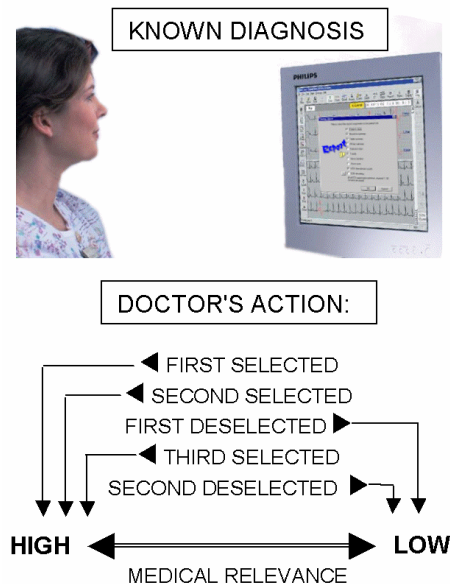 KNOWN DIAGNOSIS
PHILIPS
DOCTOR'S ACTION:
FIRST SELECTED
SECOND SELECTED
FIRST DESELECTED
THIRD SELECTED
SECOND DESELECTED
HIGH
LOW
MEDICAL RELEVANCE